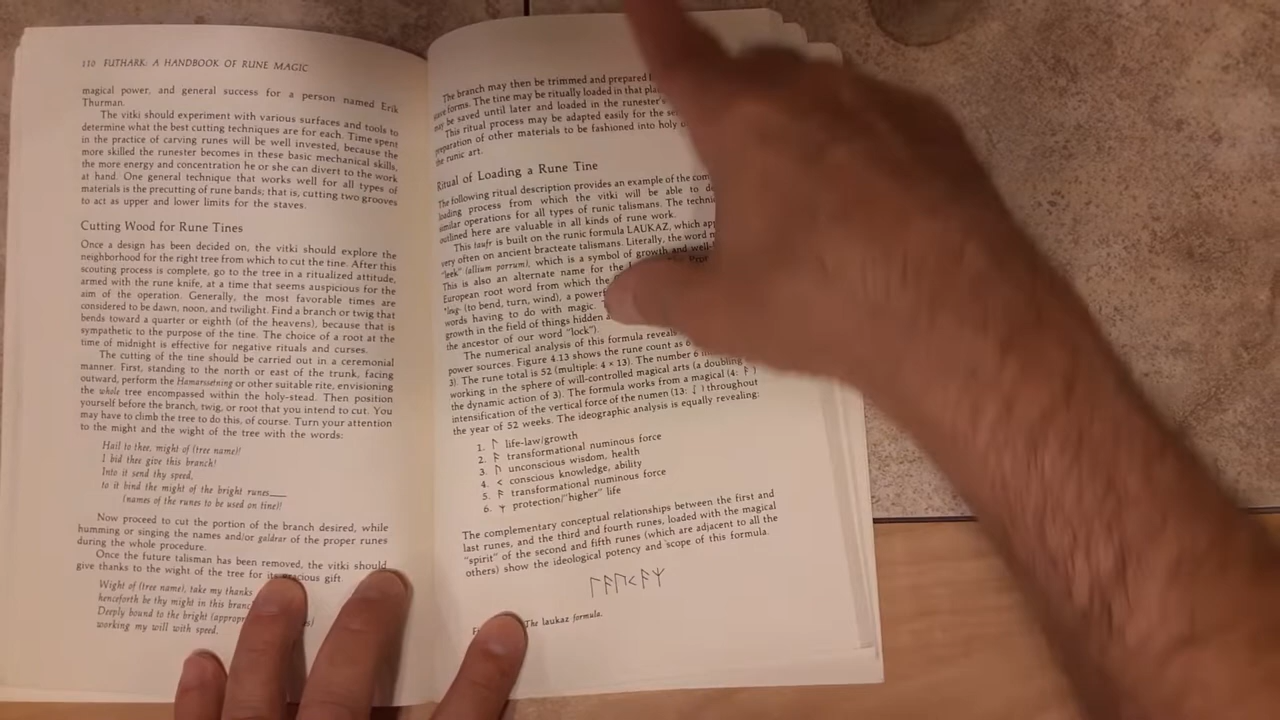 110 FUTHARK: A HANDBOOK OF RUNE MAGIC
magical power, and general success for a person named Erik
Thurman.
The vitki should experiment with various surfaces and tools to
determine what the best cutting techniques are for each. Time spent
in the practice of carving runes will be well invested, because the
more skilled the runester becomes in these basic mechanical skills,
the more energy and concentration he or she can divert to the work
at hand. One general technique that works well for all types of
materials is the precutting of rune bands; that is, cutting two grooves
to act as upper and lower limits for the staves.
Cutting Wood for Rune Tines
Once a design has been decided on, the vitki should explore the
neighborhood for the right tree from which to cut the tine. After this
scouting process is complete, go to the tree in a ritualized attitude,
armed with the rune knife, at a time that seems auspicious for the
aim of the operation. Generally, the most favorable times are
considered to be dawn, noon, and twilight. Find a branch or twig that
bends toward a quarter or eighth (of the heavens), because that is
sympathetic to the purpose of the tine. The choice of a root at the
time of midnight is effective for negative rituals and curses.
The cutting of the tine should be carried out in a ceremonial
manner. First, standing to the north or east of the trunk, facing
outward, perform the Hamarssetning or other suitable rite, envisioning
the whole tree encompassed within the holy-stead. Then position
yourself before the branch, twig, or root that you intend to cut. You
may have to climb the tree to do this, of course. Turn your attention
to the might and the wight of the tree with the words:
Hail to thee, might of (tree name)!
I bid thee give this branch!
Into it send thy speed,
to it bind the might of the bright runes____
(names of the runes to be used on tine)!
Now proceed to cut the portion of the branch desired, while
humming or singing the names and/or galdrar of the proper runes
during the whole procedure.
Once the future talisman has been removed, the vitki should
give thanks to the wight of the tree for its gift.
Wight of (tree name), take my thanks
henceforth be thy might in this
Deeply bound to the bright
working my will with speed.
The branch may then be trimmed and prepared
forms. The tine may be ritually loaded in that
may be saved until later and loaded in the runester's
This ritual process may be adapted easily for the
preparation of other materials to be fashioned into holy
the runic art.
Ritual of Loading a Rune Tine
The following ritual description provides an example of the
loading process from which the vitki will be able to
similar operations for all types of runic talismans. The
outlined here are valuable in all kinds of rune work.
This taufr is built on the runic formula LAUKAZ, which
very often on ancient bracteate talismans. Literally, the word
"leek" (allium porrum), which is a symbol of growth and
This is also an alternate name for the
European root word from which the
*leug- (to bend, turn, wind), a
words having to do with magic.
growth in the field of things hidden
the ancestor of our word "lock").
The numerical analysis of this formula
power sources. Figure 4.13 shows the rune count as
3). The rune total is 52 (multiple: 4 × 13). The number 6
working in the sphere of will-controlled magical arts (a doubling
the dynamic action of 3). The formula works from a magical (4: ᚨ)
intensification of the vertical force of the numen (13: ᛇ) throughout
the year of 52 weeks. The ideographic analysis is equally revealing:
1. ᛚ life-law/growth
2. ᚨ transformational numinous force
3. ᚢ unconscious wisdom, health
4. ᚲ conscious knowledge, ability
5. ᚨ transformational numinous force
6. ᛉ protection/"higher" life
The complementary conceptual relationships between the first and
last runes, and the third and fourth runes, loaded with the magical
"spirit" of the second and fifth runes (which are adjacent to all the
others) show the ideological potency and scope of this formula.
ᛚᚨᚢᚲᚨᛉ
The laukaz formula.